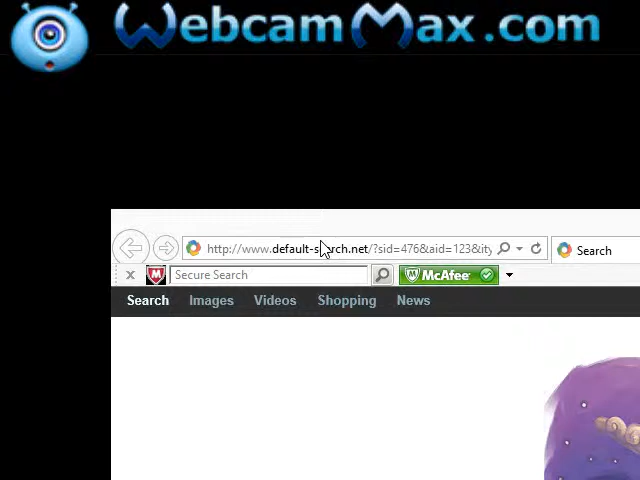 WebcamMax.com
http://www.default-search.net/?sid=476&aid=123&ity
Search
x
Secure Search
McAfee
Search Images Videos Shopping News